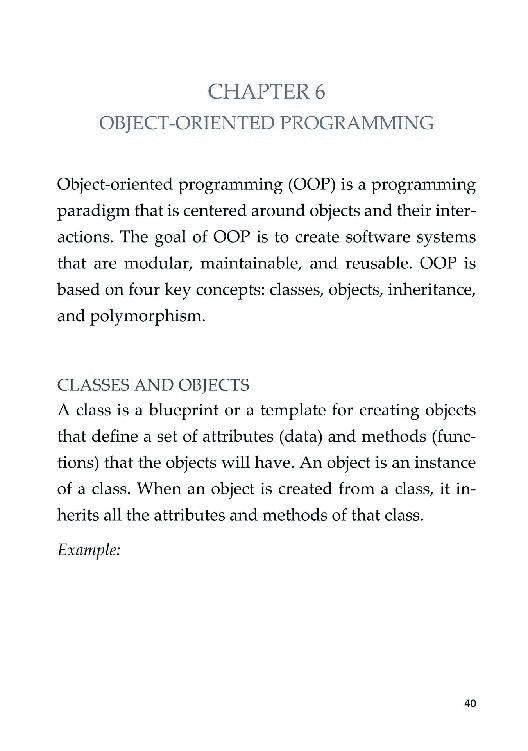 CHAPTER 6
OBJECT-ORIENTED PROGRAMMING
Object-oriented programming (OOP) is a programming
paradigm that is centered around objects and their inter-
actions. The goal of OOP is to create software systems
that are modular, maintainable, and reusable. OOP is
based on four key concepts: classes, objects, inheritance,
and polymorphism.
CLASSES AND OBJECTS
A class is a blueprint or a template for creating objects
that define a set of attributes (data) and methods (func-
tions) that the objects will have. An object is an instance
of a class. When an object is created from a class, it in-
herits all the attributes and methods of that class.
Example:
40